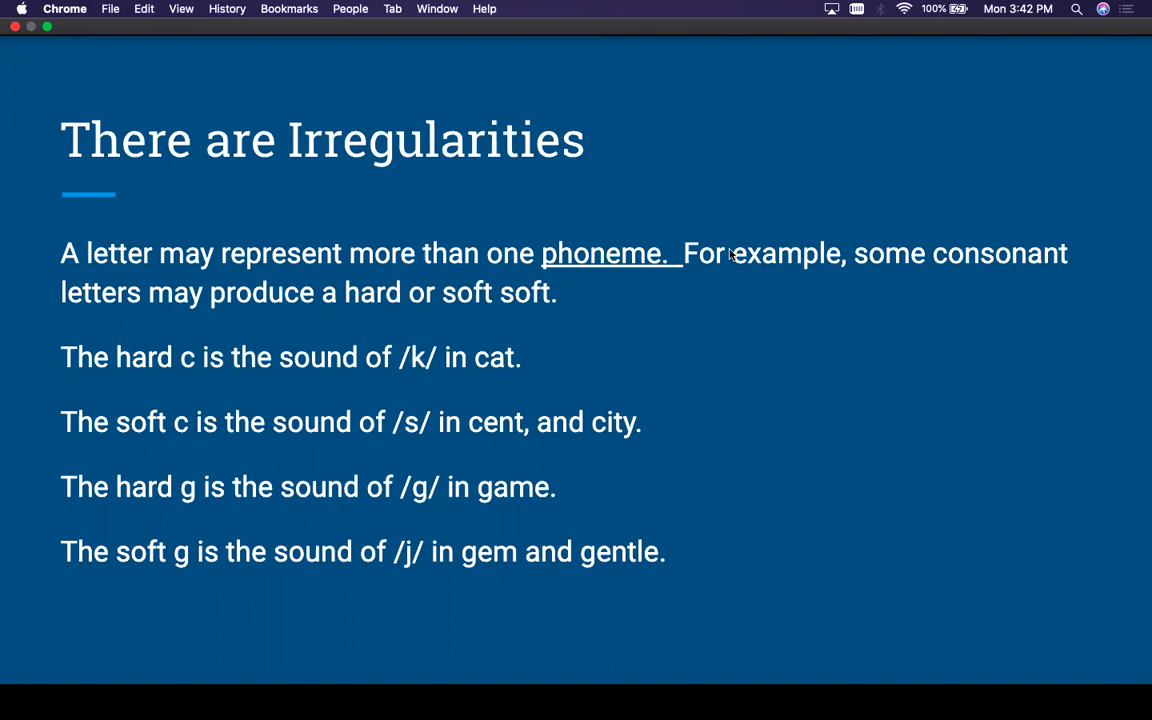 Chrome File Edit View History Bookmarks People Tab Window Help 100% Mon 3:42 PM
There are Irregularities
A letter may represent more than one phoneme. For example, some consonant
letters may produce a hard or soft soft.
The hard c is the sound of /k/ in cat.
The soft c is the sound of /s/ in cent, and city.
The hard g is the sound of /g/ in game.
The soft g is the sound of /j/ in gem and gentle.